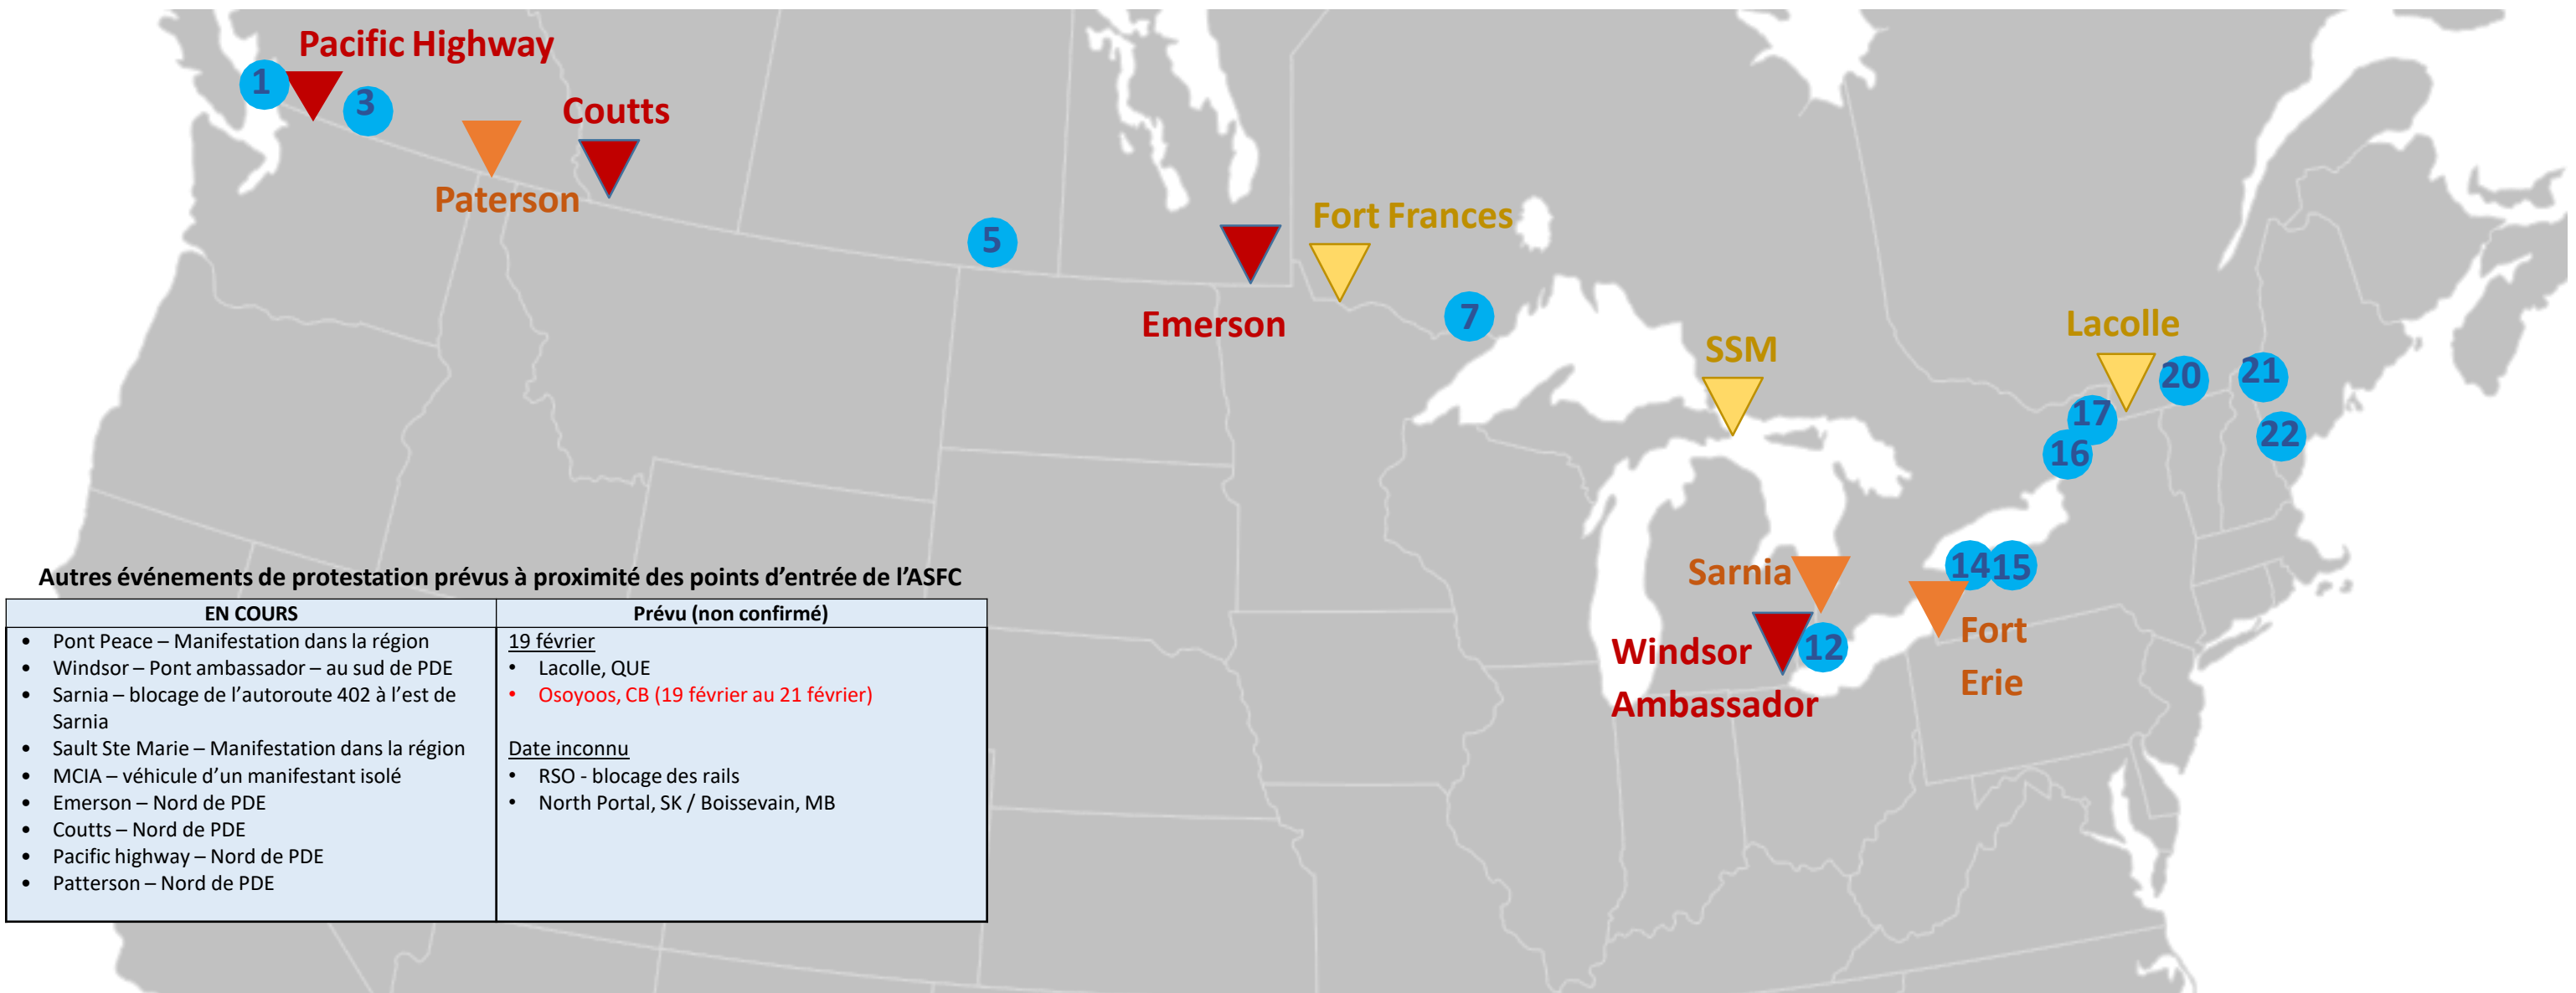 Pacific Highway
1
3
Coutts
Paterson
5
Fort Frances
Emerson
7
SSM
Lacolle
20
21
17
22
16
Sarnia
14
15
Windsor
Ambassador
12
Fort
Erie
Autres événements de protestation prévus à proximité des points d’entrée de l’ASFC
EN COURS
• Pont Peace – Manifestation dans la région
• Windsor – Pont ambassador – au sud de PDE
• Sarnia – blocage de l’autoroute 402 à l’est de
Sarnia
• Sault Ste Marie – Manifestation dans la région
• MCIA – véhicule d’un manifestant isolé
• Emerson – Nord de PDE
• Coutts – Nord de PDE
• Pacific highway – Nord de PDE
• Patterson – Nord de PDE
Prévu (non confirmé)
19 février
• Lacolle, QUE
• Osoyoos, CB (19 février au 21 février)
Date inconnu
• RSO - blocage des rails
• North Portal, SK / Boissevain, MB